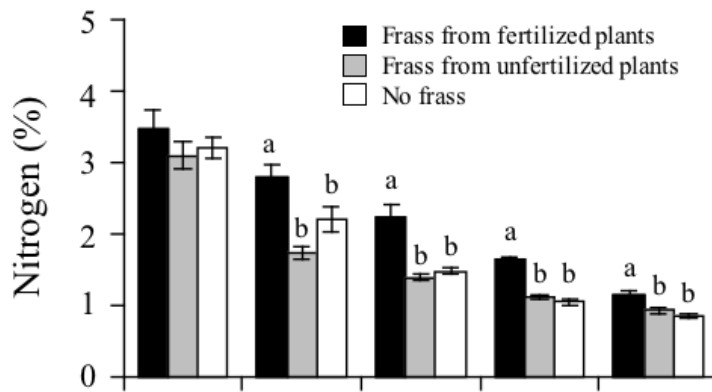 5
Frass from fertilized plants
Frass from unfertilized plants
4
No frass
Nitrogen (%)
3
a
b
b
2
a
b
b
a
b
b
1
a
b
b
0